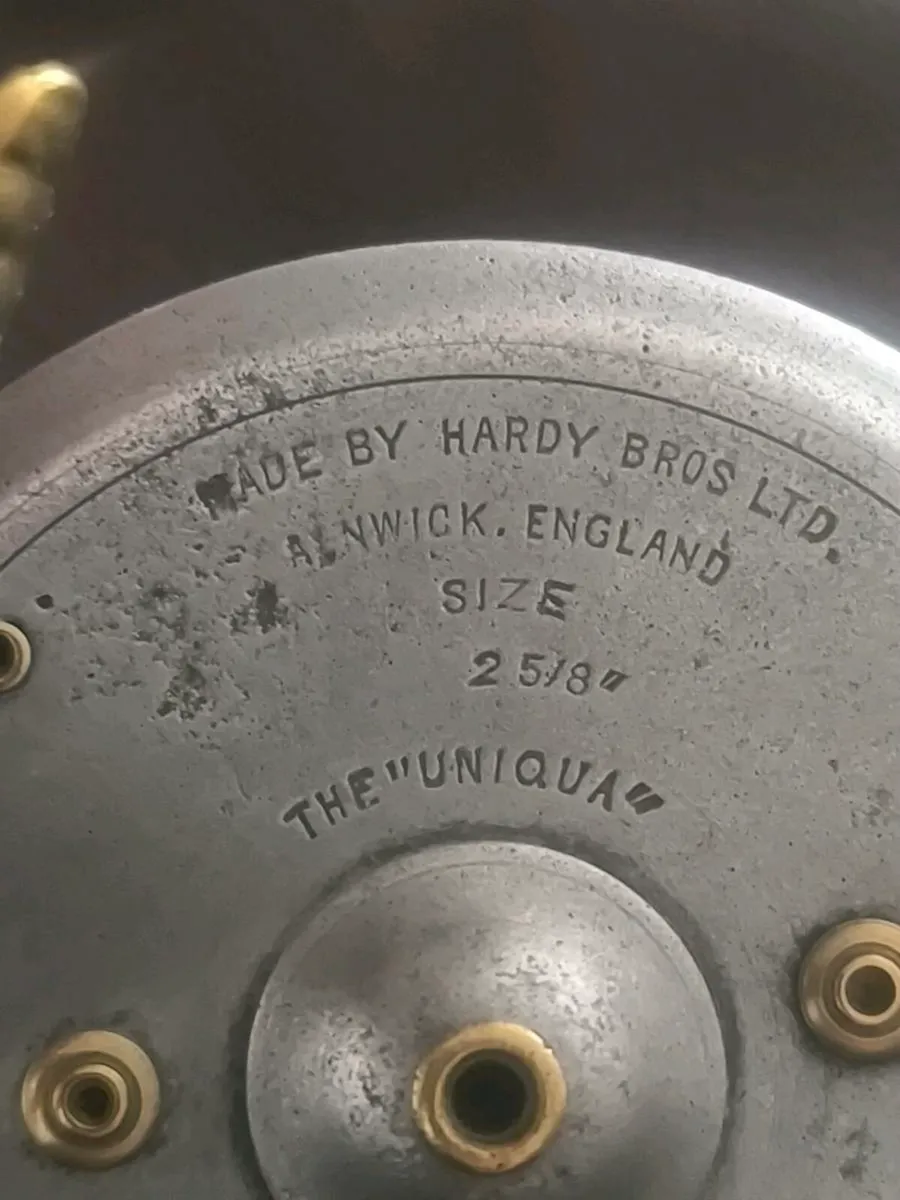 MADE BY HARDY BROS LTD.
ALNWICK. ENGLAND
SIZE
2 5/8"
THE "UNIQUA"